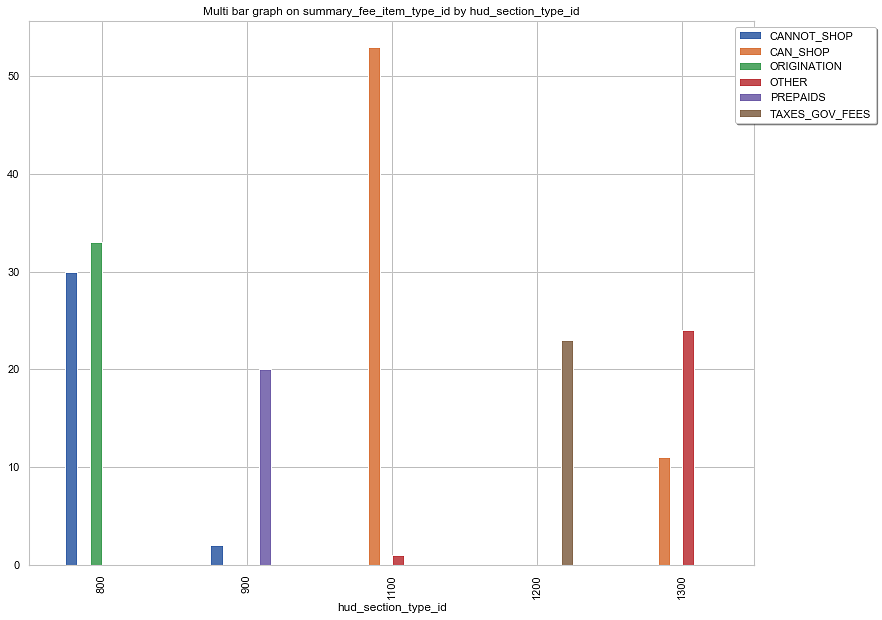 Multi bar graph on summary_fee_item_type_id by hud_section_type_id
CANNOT_SHOP
CAN_SHOP
ORIGINATION
OTHER
PREPAIDS
TAXES_GOV_FEES
50
40
30
20
10
0
800
900
1100
1200
1300
hud_section_type_id